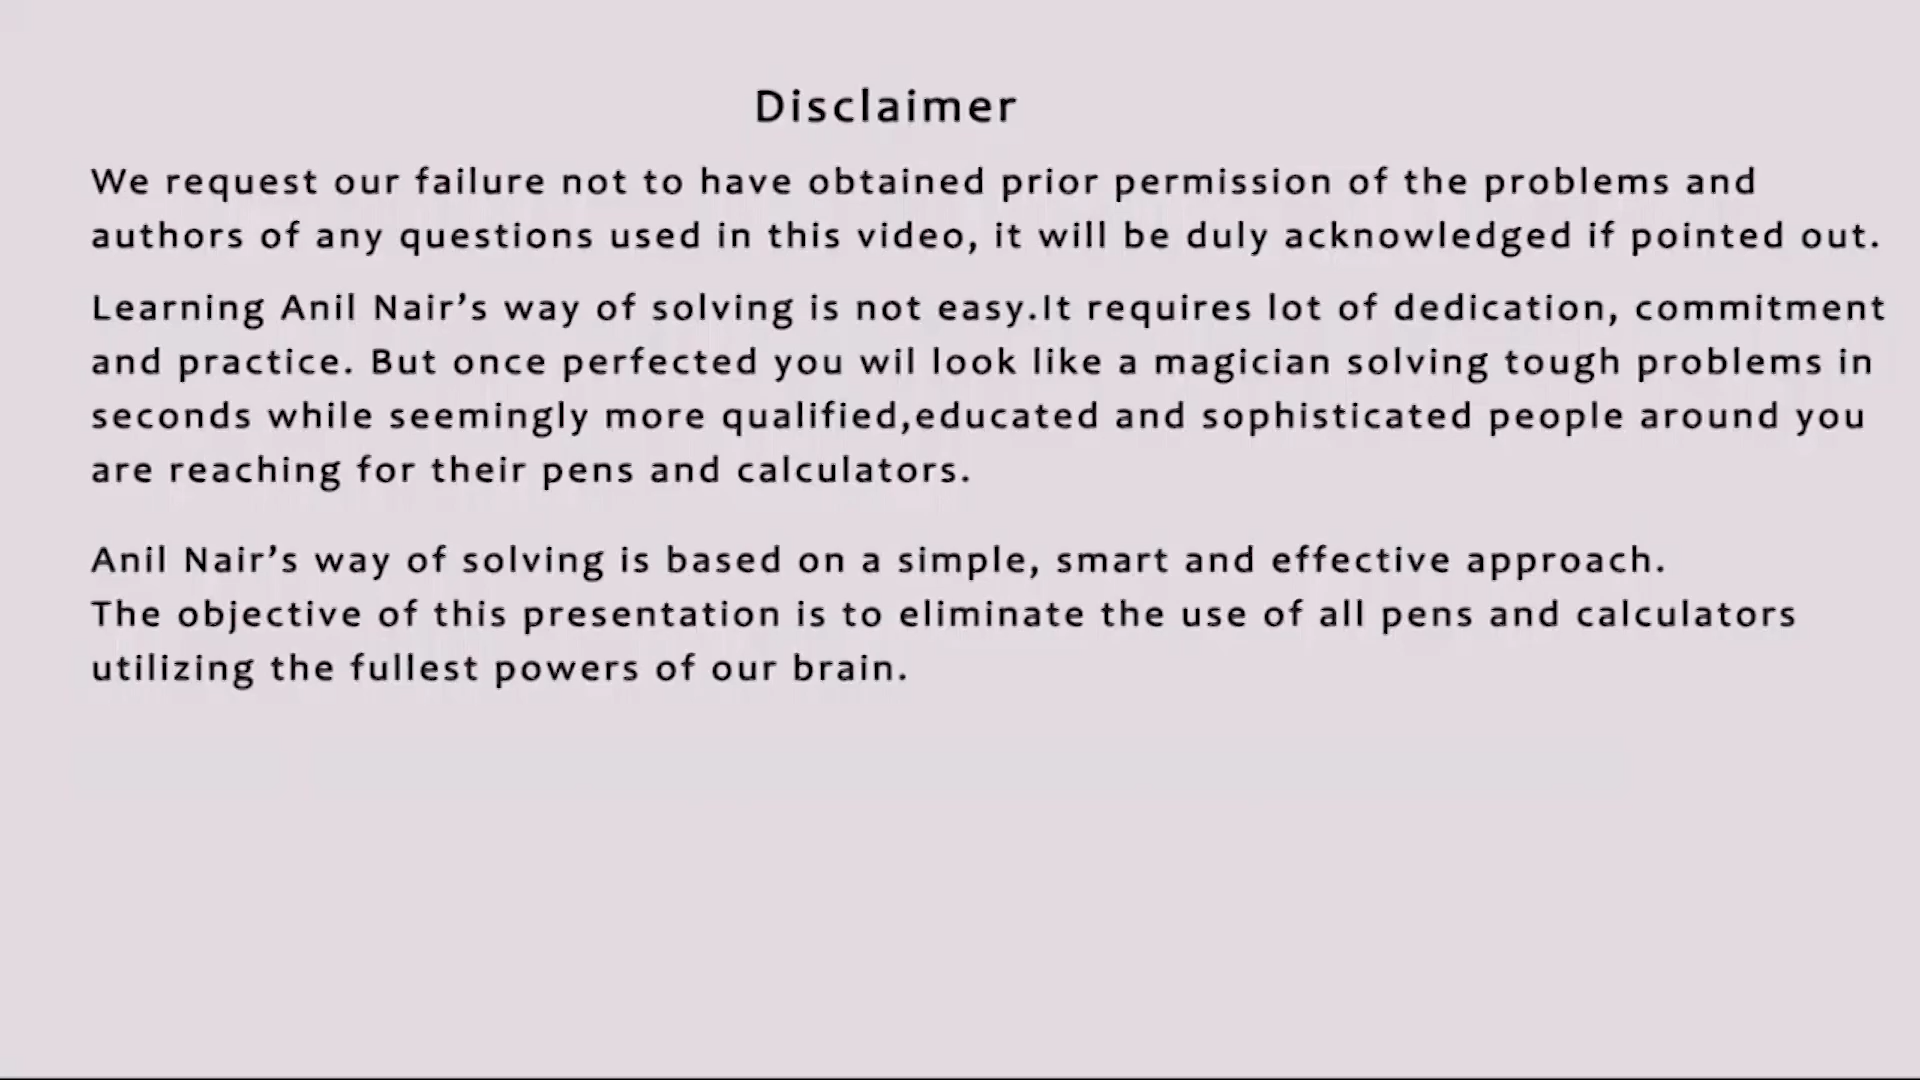 Disclaimer
We request our failure not to have obtained prior permission of the problems and
authors of any questions used in this video, it will be duly acknowledged if pointed out.
Learning Anil Nair’s way of solving is not easy.It requires lot of dedication, commitment
and practice. But once perfected you wil look like a magician solving tough problems in
seconds while seemingly more qualified,educated and sophisticated people around you
are reaching for their pens and calculators.
Anil Nair’s way of solving is based on a simple, smart and effective approach.
The objective of this presentation is to eliminate the use of all pens and calculators
utilizing the fullest powers of our brain.